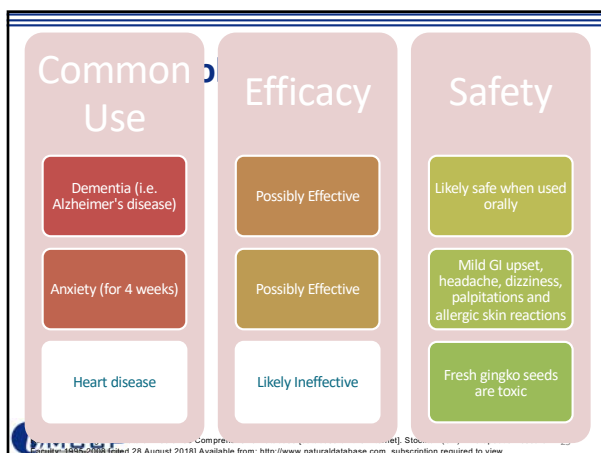 Common
Use
Efficacy
Safety
Dementia (i.e.
Alzheimer's disease)
Possibly Effective
Likely safe when used
orally
Anxiety (for 4 weeks)
Possibly Effective
Mild GI upset,
headache, dizziness,
palpitations and
allergic skin reactions
Heart disease
Likely Ineffective
Fresh gingko seeds
are toxic
Faculty; 1995-2008 [cited 28 August 2018] Available from: http://www.naturaldatabase.com. subscription required to view